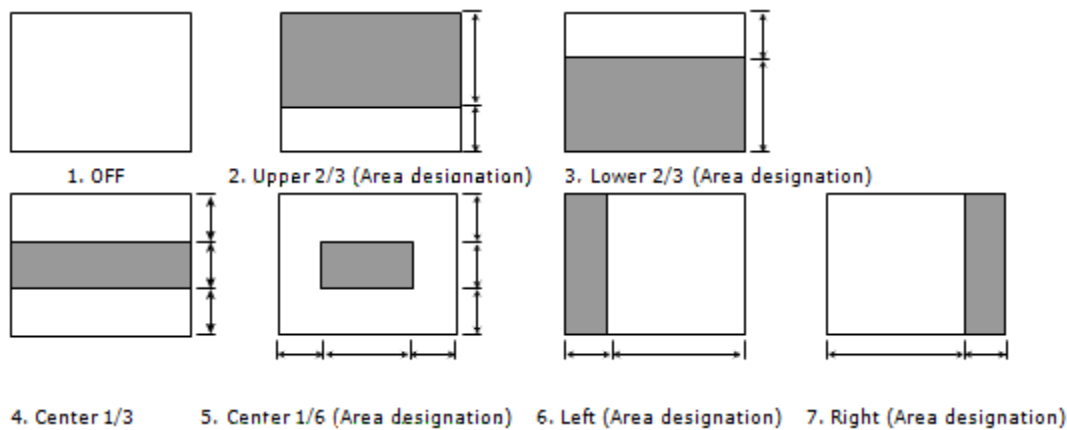 1. OFF
2. Upper 2/3 (Area designation)
3. Lower 2/3 (Area designation)
4. Center 1/3
5. Center 1/6 (Area designation)
6. Left (Area designation)
7. Right (Area designation)